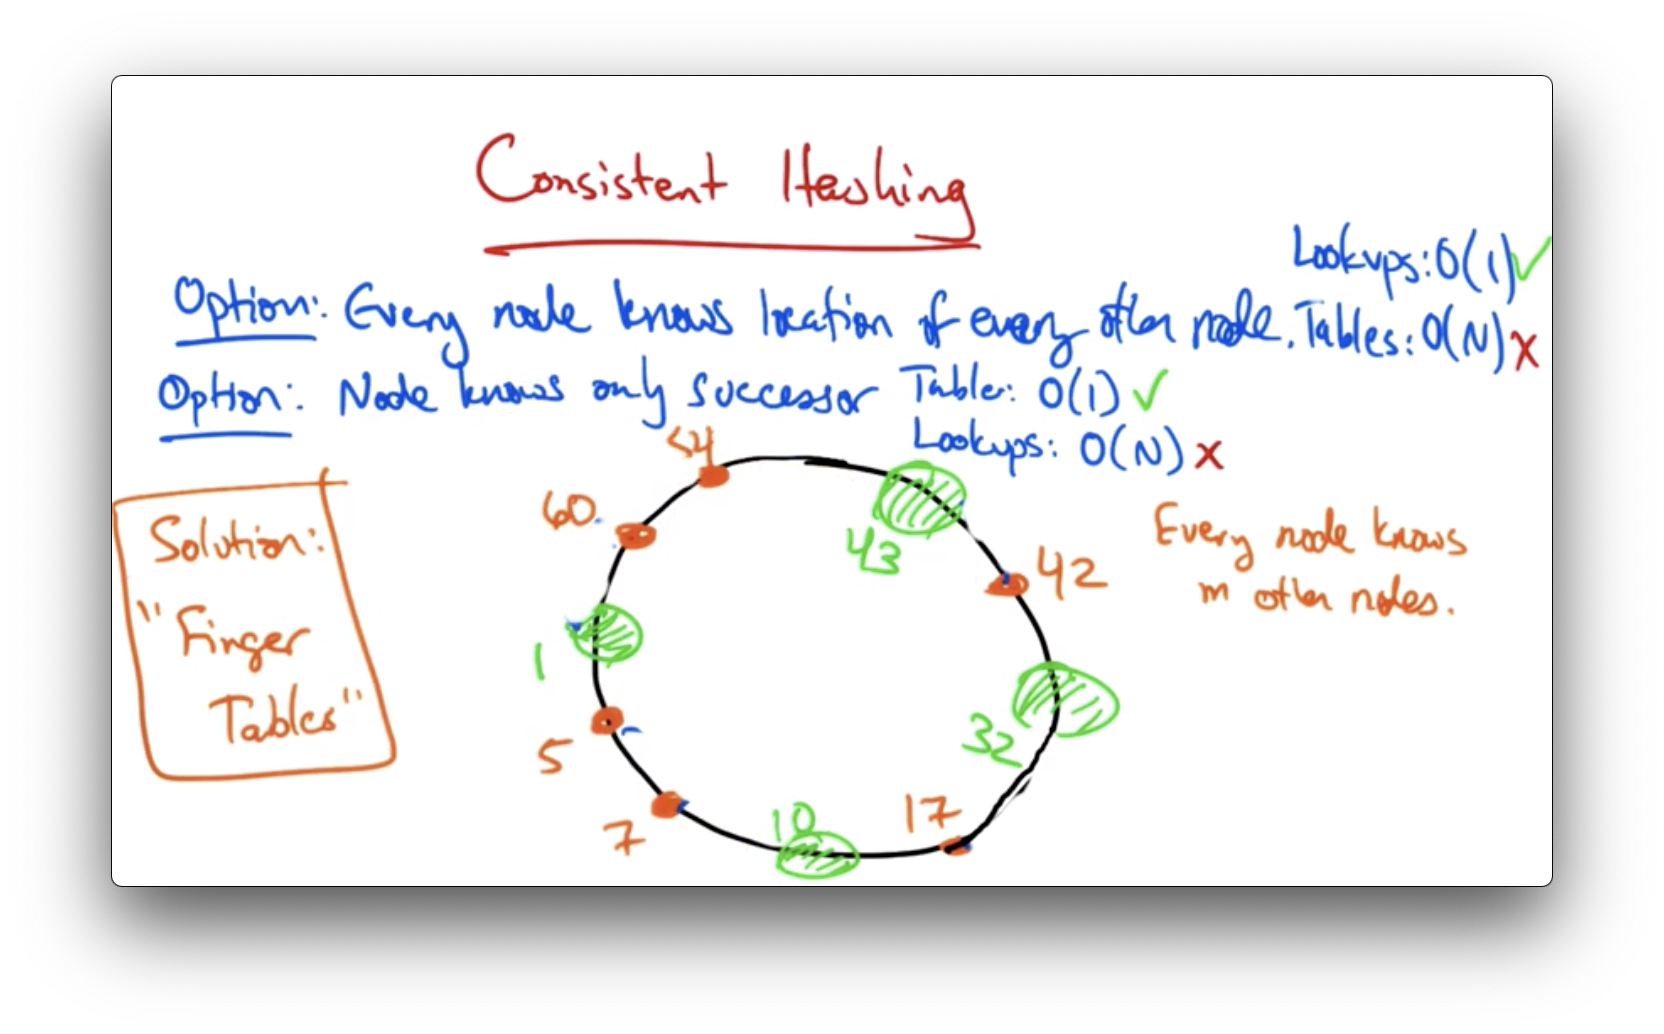 Consistent Hashing
Lookups: O(1) ✓
Option: Every node knows location of every other node. Tables: O(N) X
Option: Node knows only successor Table: O(1) ✓
Lookups: O(N) X
54
60
43
42
Every node knows
m other nodes.
Solution:
"Finger
Tables"
1
32
5
7
10
17